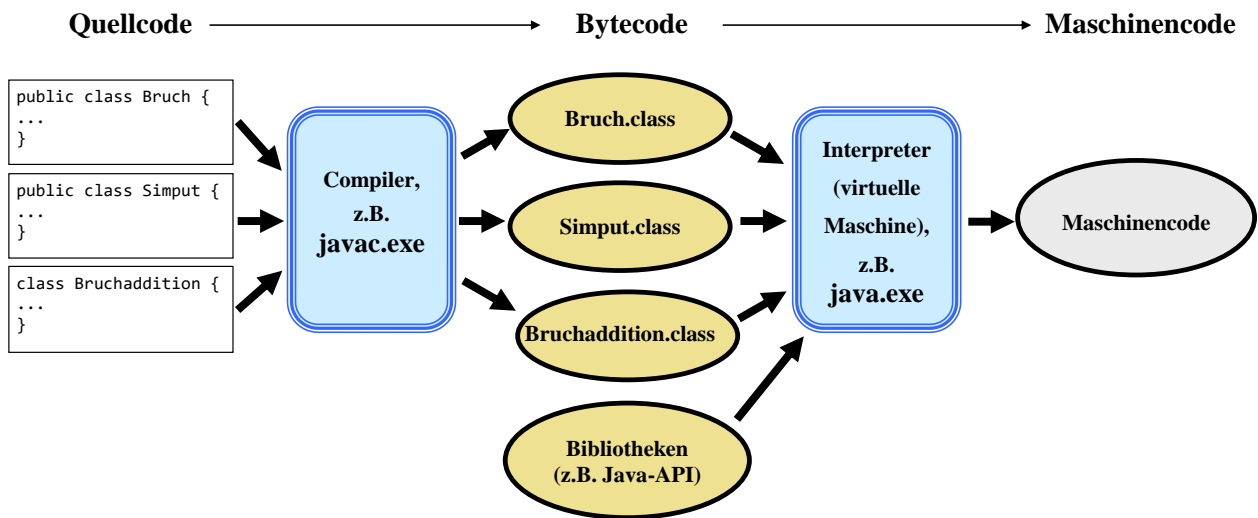 Quellcode
Bytecode
Maschinencode
public class Bruch {
...
}
public class Simput {
...
}
class Bruchaddition {
...
}
Compiler,
z.B.
javac.exe
Bruch.class
Simput.class
Bruchaddition.class
Bibliotheken
(z.B. Java-API)
Interpreter
(virtuelle
Maschine),
z.B.
java.exe
Maschinencode